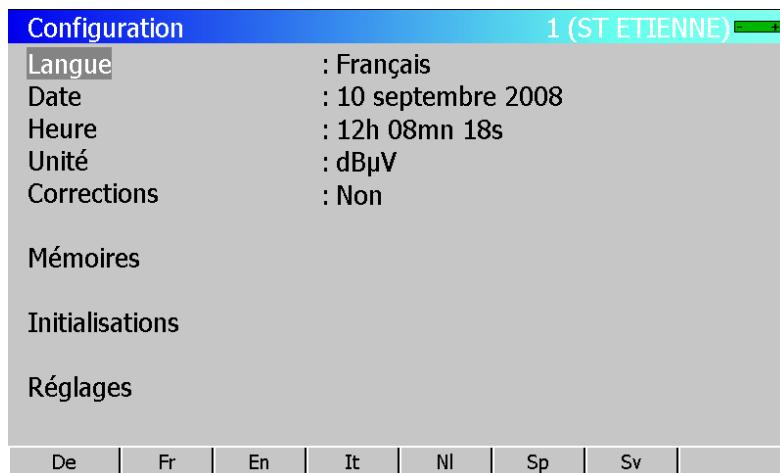 Configuration 1 (ST ETIENNE) - +
Langue : Français
Date : 10 septembre 2008
Heure : 12h 08mn 18s
Unité : dBµV
Corrections : Non
Mémoires
Initialisations
Réglages
De Fr En It Nl Sp Sv